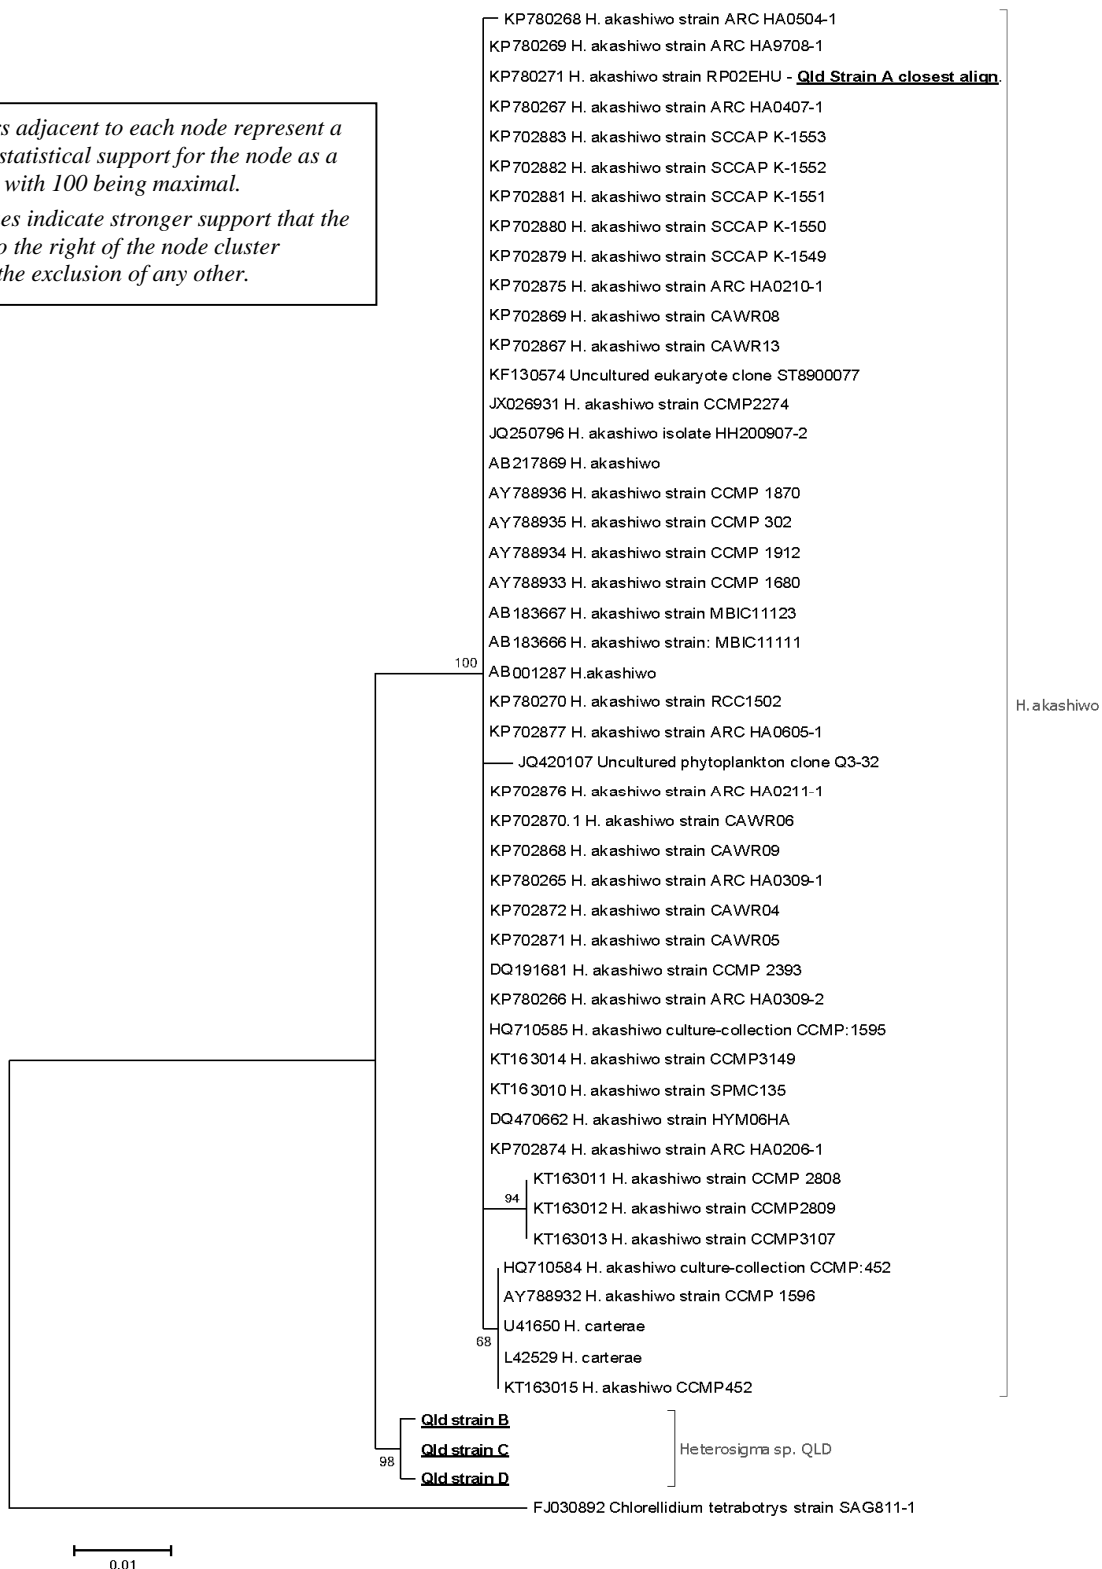 KP780268 H. akashiwo strain ARC HA0504-1
KP780269 H. akashiwo strain ARC HA9708-1
KP780271 H. akashiwo strain RP02EHU - Qld Strain A closest align.
KP780267 H. akashiwo strain ARC HA0407-1
KP702883 H. akashiwo strain SCCAP K-1553
KP702882 H. akashiwo strain SCCAP K-1552
KP702881 H. akashiwo strain SCCAP K-1551
KP702880 H. akashiwo strain SCCAP K-1550
KP702879 H. akashiwo strain SCCAP K-1549
KP702875 H. akashiwo strain ARC HA0210-1
KP702869 H. akashiwo strain CAWR08
KP702867 H. akashiwo strain CAWR13
KF130574 Uncultured eukaryote clone ST8900077
JX026931 H. akashiwo strain CCMP2274
JQ250796 H. akashiwo isolate HH200907-2
AB217869 H. akashiwo
AY788936 H. akashiwo strain CCMP 1870
AY788935 H. akashiwo strain CCMP 302
AY788934 H. akashiwo strain CCMP 1912
AY788933 H. akashiwo strain CCMP 1680
AB183667 H. akashiwo strain MBIC11123
AB183666 H. akashiwo strain: MBIC11111
AB001287 H.akashiwo
KP780270 H. akashiwo strain RCC1502
KP702877 H. akashiwo strain ARC HA0605-1
JQ420107 Uncultured phytoplankton clone Q3-32
KP702876 H. akashiwo strain ARC HA0211-1
KP702870.1 H. akashiwo strain CAWR06
KP702868 H. akashiwo strain CAWR09
KP780265 H. akashiwo strain ARC HA0309-1
KP702872 H. akashiwo strain CAWR04
KP702871 H. akashiwo strain CAWR05
DQ191681 H. akashiwo strain CCMP 2393
KP780266 H. akashiwo strain ARC HA0309-2
HQ710585 H. akashiwo culture-collection CCMP:1595
KT163014 H. akashiwo strain CCMP3149
KT163010 H. akashiwo strain SPMC135
DQ470662 H. akashiwo strain HYM06HA
KP702874 H. akashiwo strain ARC HA0206-1
KT163011 H. akashiwo strain CCMP 2808
KT163012 H. akashiwo strain CCMP2809
KT163013 H. akashiwo strain CCMP3107
HQ710584 H. akashiwo culture-collection CCMP:452
AY788932 H. akashiwo strain CCMP 1596
U41650 H. carterae
L42529 H. carterae
KT163015 H. akashiwo CCMP452
Qld strain B
Qld strain C
Qld strain D
FJ030892 Chlorellidium tetrabotrys strain SAG811-1
adjacent to each node represent a
statistical support for the node as a
with 100 being maximal.
indicate stronger support that the
the right of the node cluster
the exclusion of any other.
100
94
68
98
H. akashiwo
Heterosigma sp. QLD
0.01